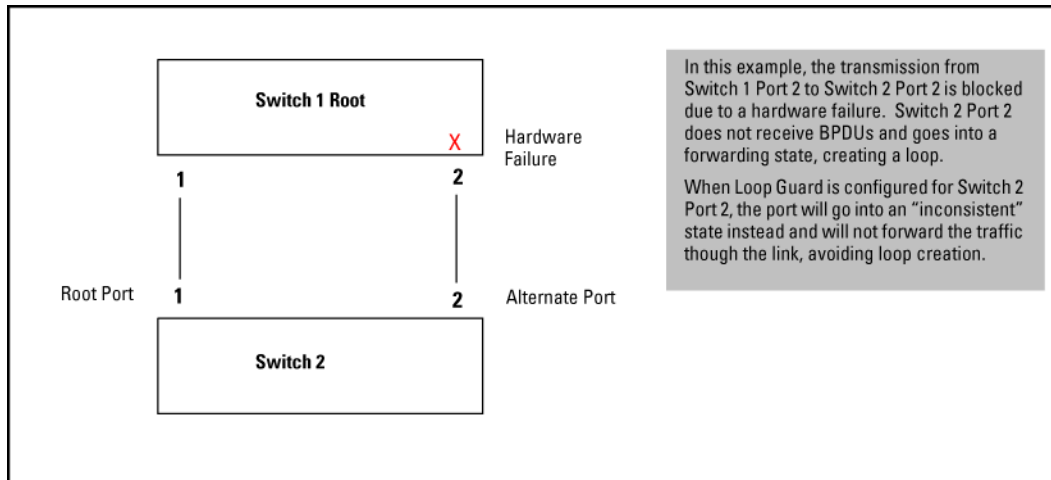 Switch 1 Root
X
Hardware
Failure
1
2
Root Port
1
2
Alternate Port
Switch 2
In this example, the transmission from
Switch 1 Port 2 to Switch 2 Port 2 is blocked
due to a hardware failure. Switch 2 Port 2
does not receive BPDUs and goes into a
forwarding state, creating a loop.
When Loop Guard is configured for Switch 2
Port 2, the port will go into an “inconsistent”
state instead and will not forward the traffic
though the link, avoiding loop creation.